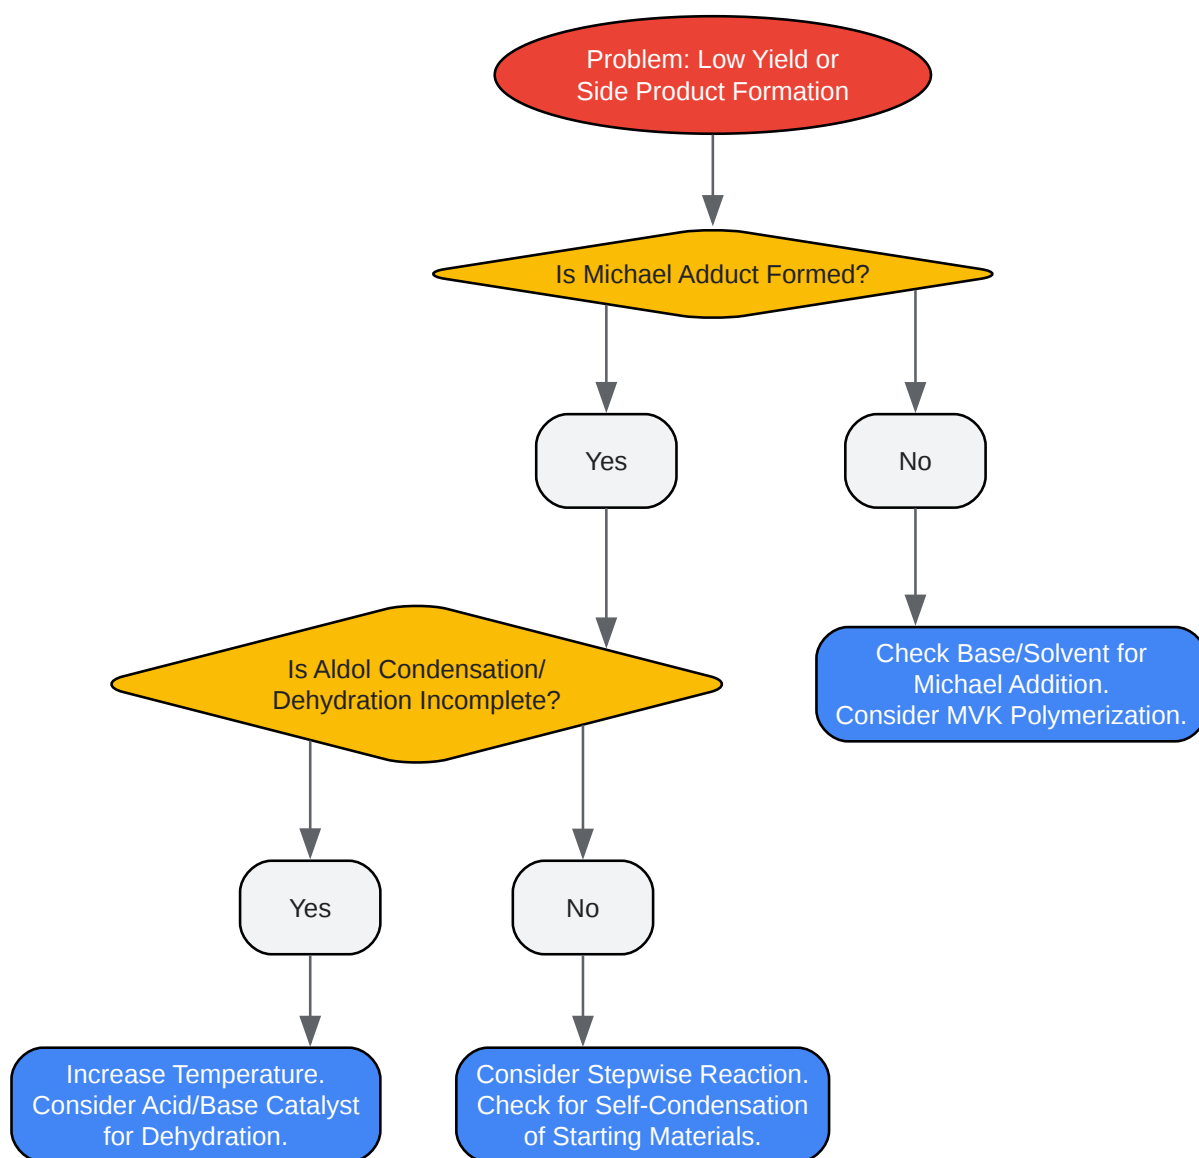 Problem: Low Yield or
Side Product Formation
Is Michael Adduct Formed?
Yes
No
Is Aldol Condensation/
Dehydration Incomplete?
Check Base/Solvent for
Michael Addition.
Consider MVK Polymerization.
Yes
No
Increase Temperature.
Consider Acid/Base Catalyst
for Dehydration.
Consider Stepwise Reaction.
Check for Self-Condensation
of Starting Materials.